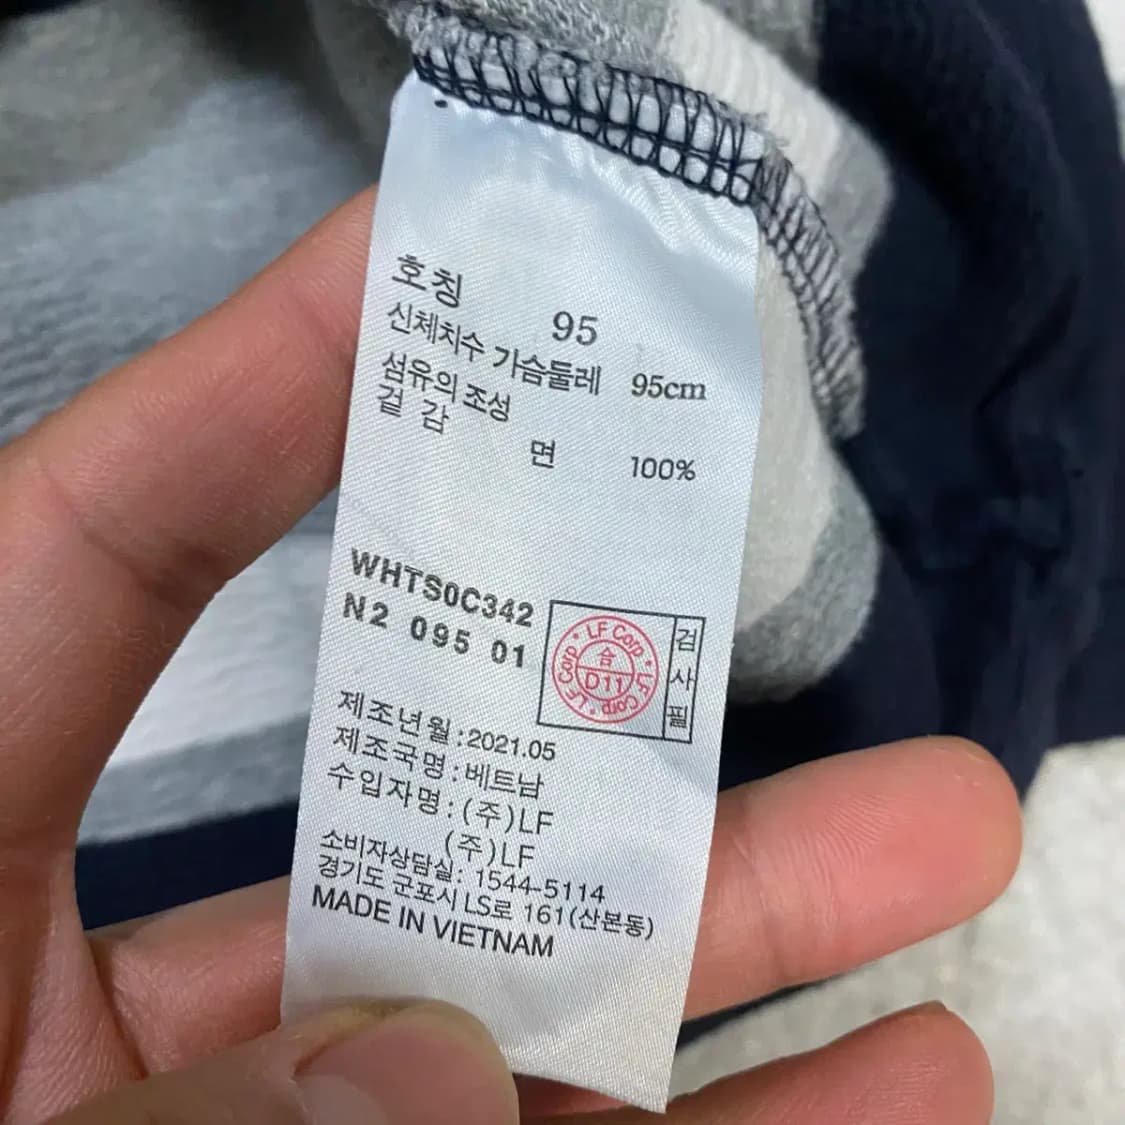 호칭 95
신체치수 가슴둘레 95cm
섬유의 조성
겉 감
면 100%
WHTS0C342
N2 095 01
LF Corp · LF Corp · LF Corp ·
합
D11
검사필
제조년월:2021.05
제조국명:베트남
수입자명:(주)LF
(주)LF
소비자상담실: 1544-5114
경기도 군포시 LS로 161(산본동)
MADE IN VIETNAM